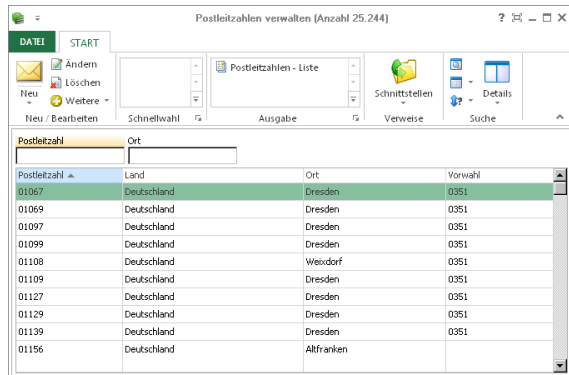 Postleitzahlen verwalten (Anzahl 25.244)
DATEI START
Neu
Ändern
Löschen
Weitere
Neu / Bearbeiten
Schnellwahl
Postleitzahlen - Liste
Ausgabe
Schnittstellen
Verweise
Details
Suche
Postleitzahl Ort
Postleitzahl Land Ort Vorwahl
01067 Deutschland Dresden 0351
01069 Deutschland Dresden 0351
01097 Deutschland Dresden 0351
01099 Deutschland Dresden 0351
01108 Deutschland Weixdorf 0351
01109 Deutschland Dresden 0351
01127 Deutschland Dresden 0351
01129 Deutschland Dresden 0351
01139 Deutschland Dresden 0351
01156 Deutschland Altfranken